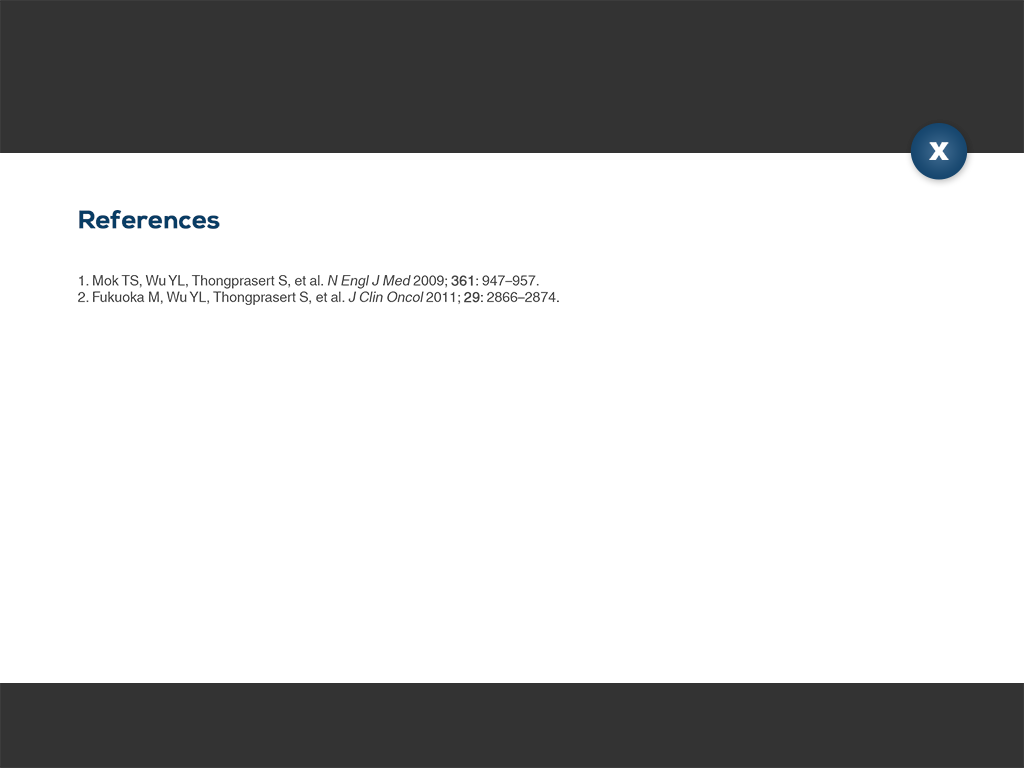 X
References
1. Mok TS, Wu YL, Thongprasert S, et al. N Engl J Med 2009; 361: 947–957.
2. Fukuoka M, Wu YL, Thongprasert S, et al. J Clin Oncol 2011; 29: 2866–2874.